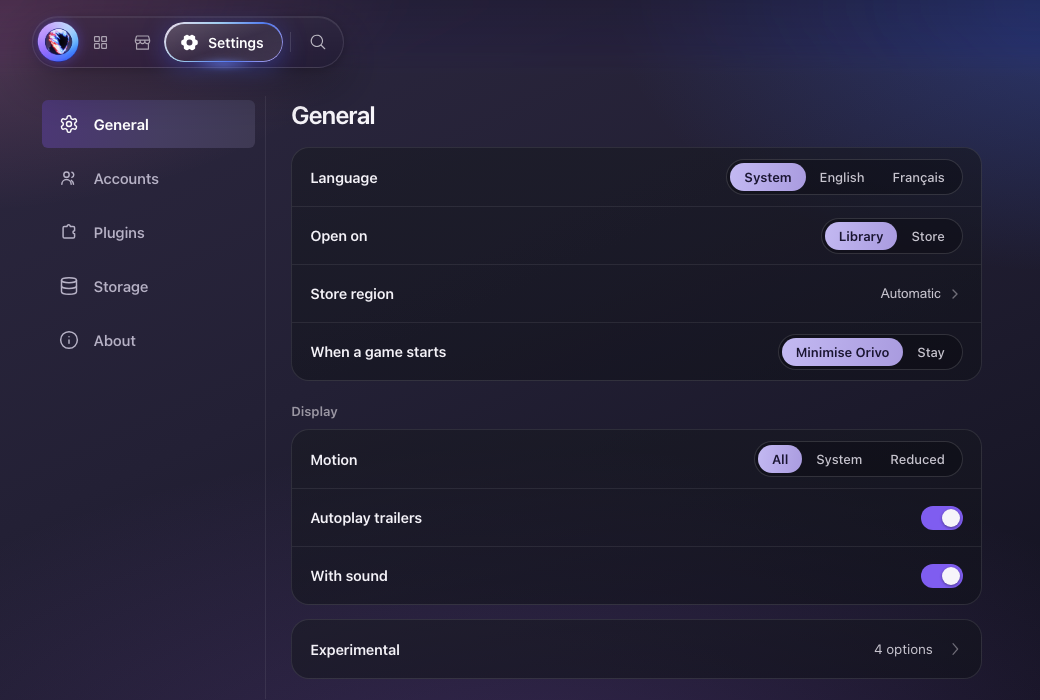 Settings
General
Accounts
Plugins
Storage
About
General
Language
System English Français
Open on
Library Store
Store region
Automatic
When a game starts
Minimise Orivo Stay
Display
Motion
All System Reduced
Autoplay trailers
With sound
Experimental
4 options